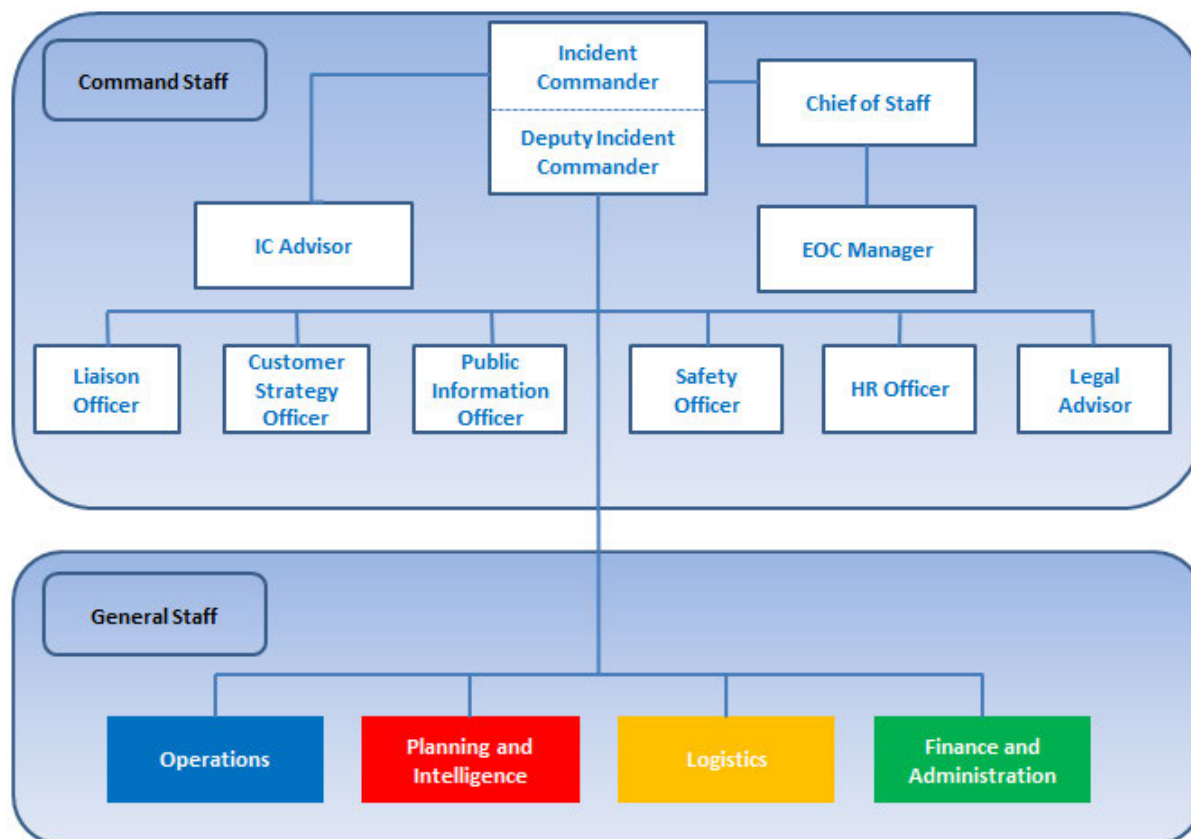 Command Staff
Incident
Commander
Deputy Incident
Commander
Chief of Staff
IC Advisor
EOC Manager
Liaison
Officer
Customer
Strategy
Officer
Public
Information
Officer
Safety
Officer
HR Officer
Legal
Advisor
General Staff
Operations
Planning and
Intelligence
Logistics
Finance and
Administration